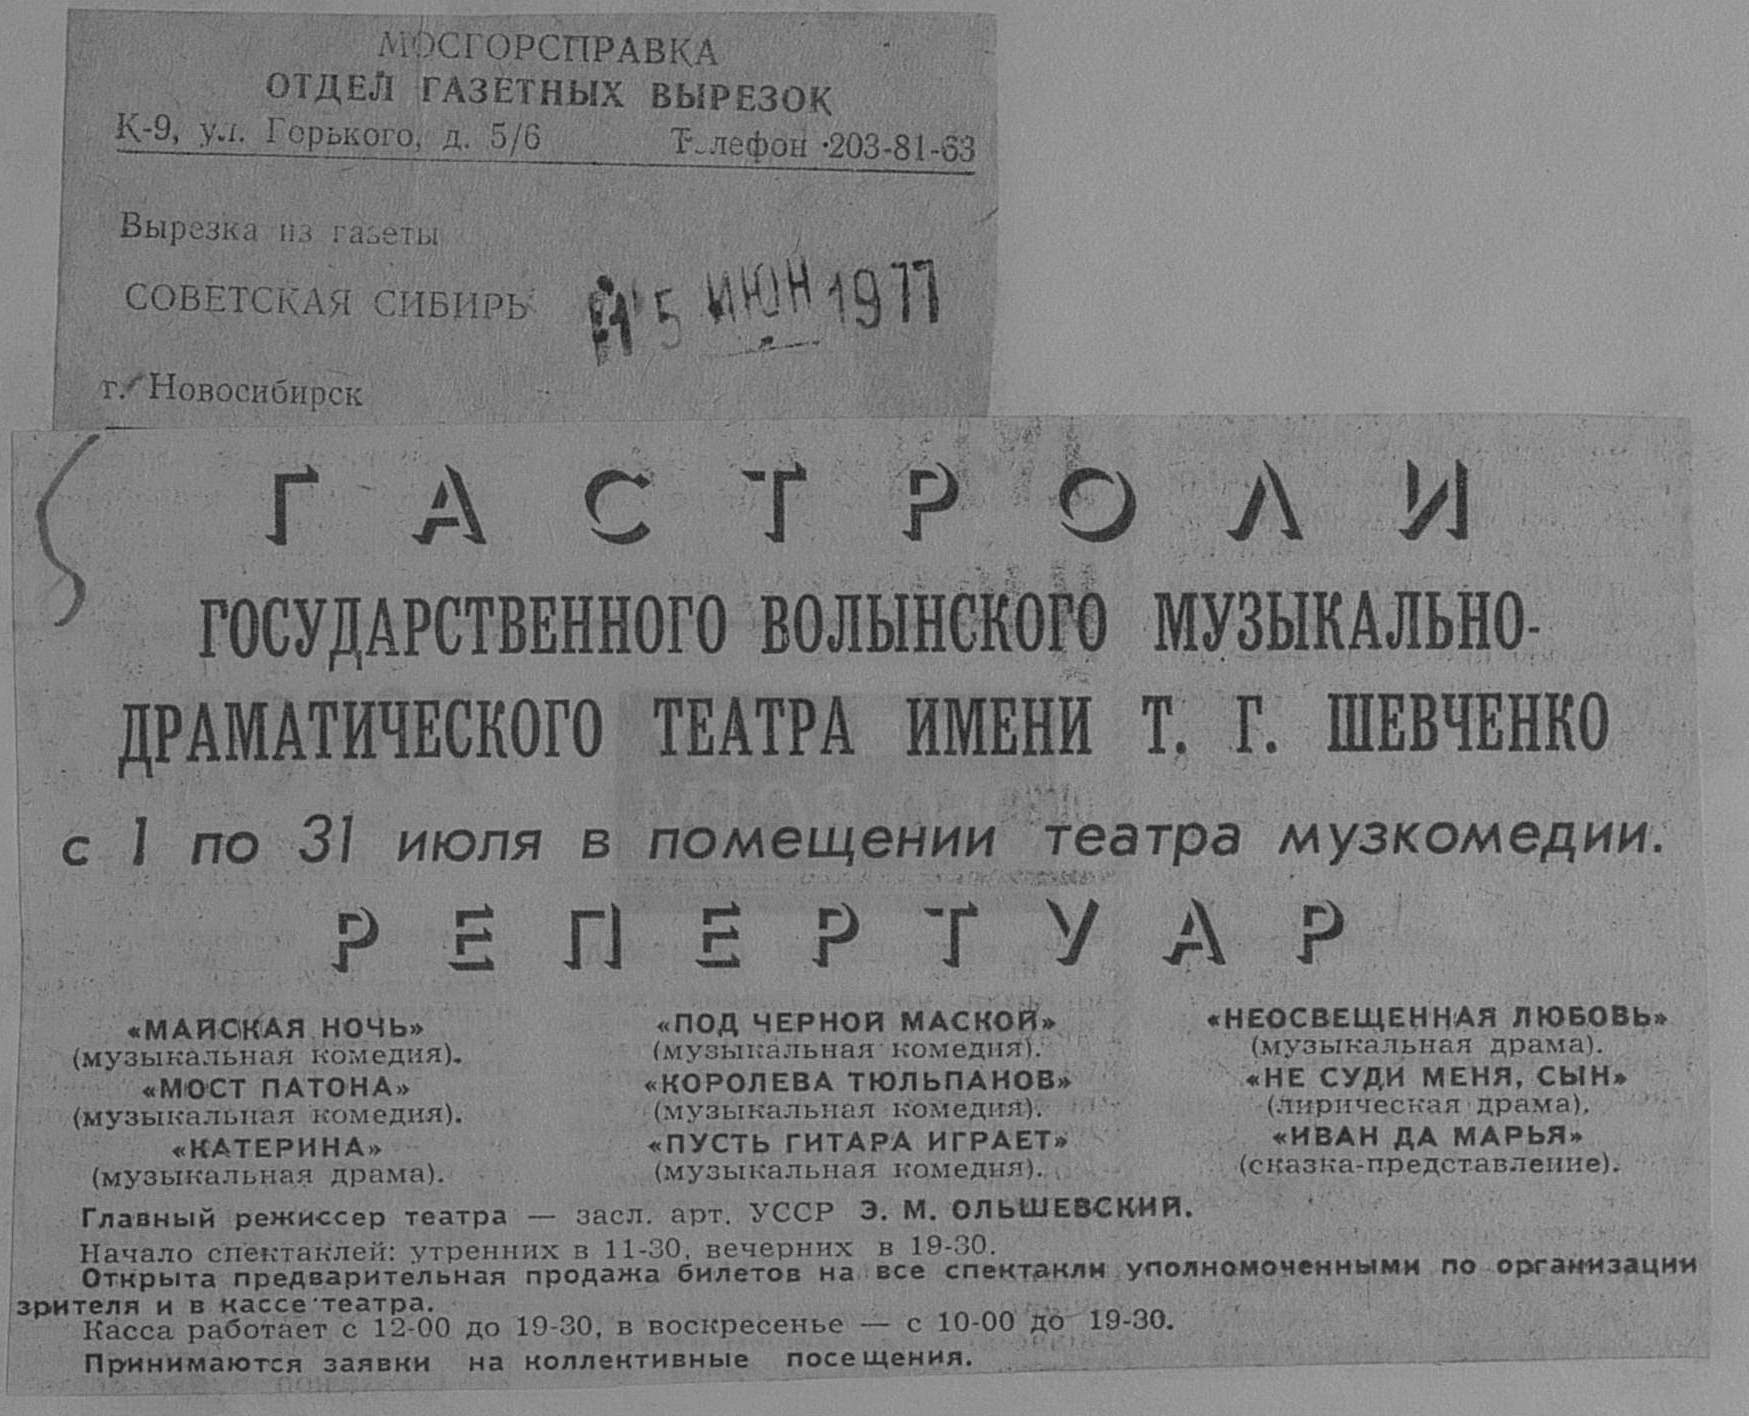 МОСГОРСПРАВКА
ОТДЕЛ ГАЗЕТНЫХ ВЫРЕЗОК
К-9, ул. Горького, д. 5/6 Телефон 203-81-63
Вырезка из газеты
СОВЕТСКАЯ СИБИРЬ 5 ИЮН 1977
г. Новосибирск
ГАСТРОЛИ
ГОСУДАРСТВЕННОГО ВОЛЫНСКОГО МУЗЫКАЛЬНО-
ДРАМАТИЧЕСКОГО ТЕАТРА ИМЕНИ Т. Г. ШЕВЧЕНКО
с 1 по 31 июля в помещении театра музкомедии.
РЕПЕРТУАР
«МАЙСКАЯ НОЧЬ»
(музыкальная комедия).
«МОСТ ПАТОНА»
(музыкальная комедия).
«КАТЕРИНА»
(музыкальная драма).
«ПОД ЧЕРНОЙ МАСКОЙ»
(музыкальная комедия).
«КОРОЛЕВА ТЮЛЬПАНОВ»
(музыкальная комедия).
«ПУСТЬ ГИТАРА ИГРАЕТ»
(музыкальная комедия).
«НЕОСВЕЩЕННАЯ ЛЮБОВЬ»
(музыкальная драма).
«НЕ СУДИ МЕНЯ, СЫН»
(лирическая драма).
«ИВАН ДА МАРЬЯ»
(сказка-представление).
Главный режиссер театра — засл. арт. УССР Э. М. ОЛЬШЕВСКИЙ.
Начало спектаклей: утренних в 11-30, вечерних в 19-30.
Открыта предварительная продажа билетов на все спектакли уполномоченными по организации
зрителя и в кассе театра.
Касса работает с 12-00 до 19-30, в воскресенье — с 10-00 до 19-30.
Принимаются заявки на коллективные посещения.